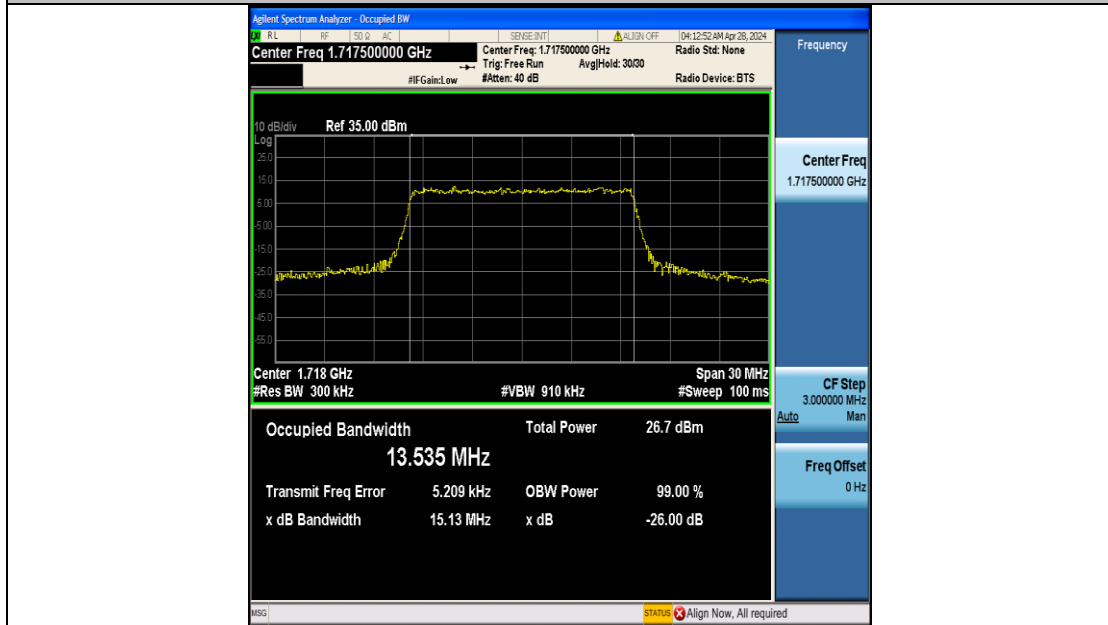 Agilent Spectrum Analyzer - Occupied BW
RL RF 50 Ω AC SENSE:INT ALIGN OFF 04:12:52 AM Apr 28, 2024
Center Freq 1.717500000 GHz
Center Freq: 1.717500000 GHz Radio Std: None
Trig: Free Run Avg|Hold: 30/30
#IFGain:Low #Atten: 40 dB Radio Device: BTS
10 dB/div Ref 35.00 dBm
Log
25.0
15.0
5.00
-5.00
-15.0
-25.0
-35.0
-45.0
-55.0
Center 1.718 GHz Span 30 MHz
#Res BW 300 kHz #VBW 910 kHz #Sweep 100 ms
Occupied Bandwidth Total Power 26.7 dBm
13.535 MHz
Transmit Freq Error 5.209 kHz OBW Power 99.00 %
x dB Bandwidth 15.13 MHz x dB -26.00 dB
Frequency
Center Freq
1.717500000 GHz
CF Step
3.000000 MHz
Auto Man
Freq Offset
0 Hz
MSG STATUS Align Now, All required